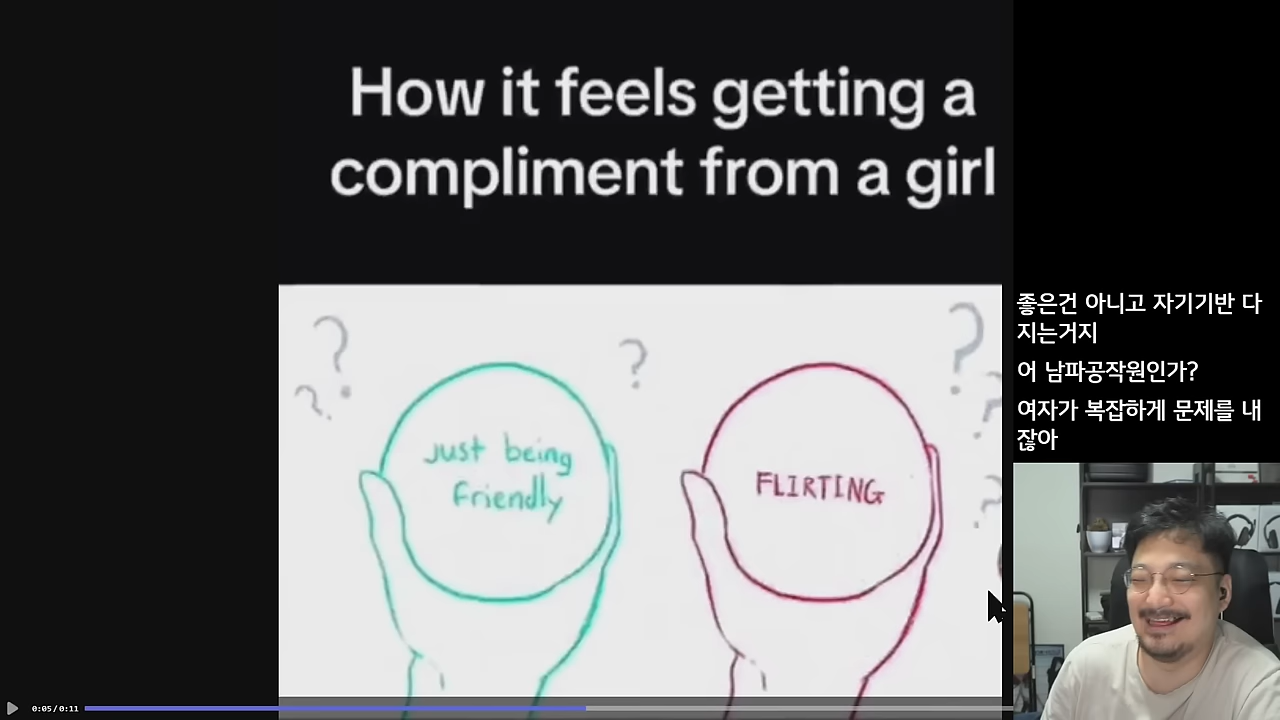 How it feels getting a
compliment from a girl
?
?
?
?
?
?
?
just being
friendly
FLIRTING
좋은건 아니고 자기기반 다
지는거지
어 남파공작원인가?
여자가 복잡하게 문제를 내
잖아
0:05/0:11